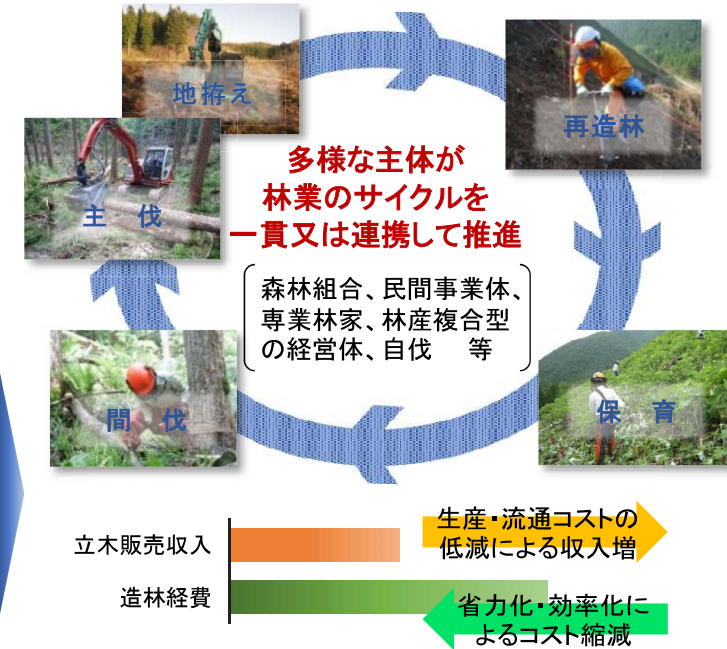 地拵え
再造林
主　伐
多様な主体が
林業のサイクルを
一貫又は連携して推進
森林組合、民間事業体、
専業林家、林産複合型
の経営体、自伐　等
間　伐
保　育
立木販売収入
生産・流通コストの
低減による収入増
造林経費
省力化・効率化に
よるコスト縮減